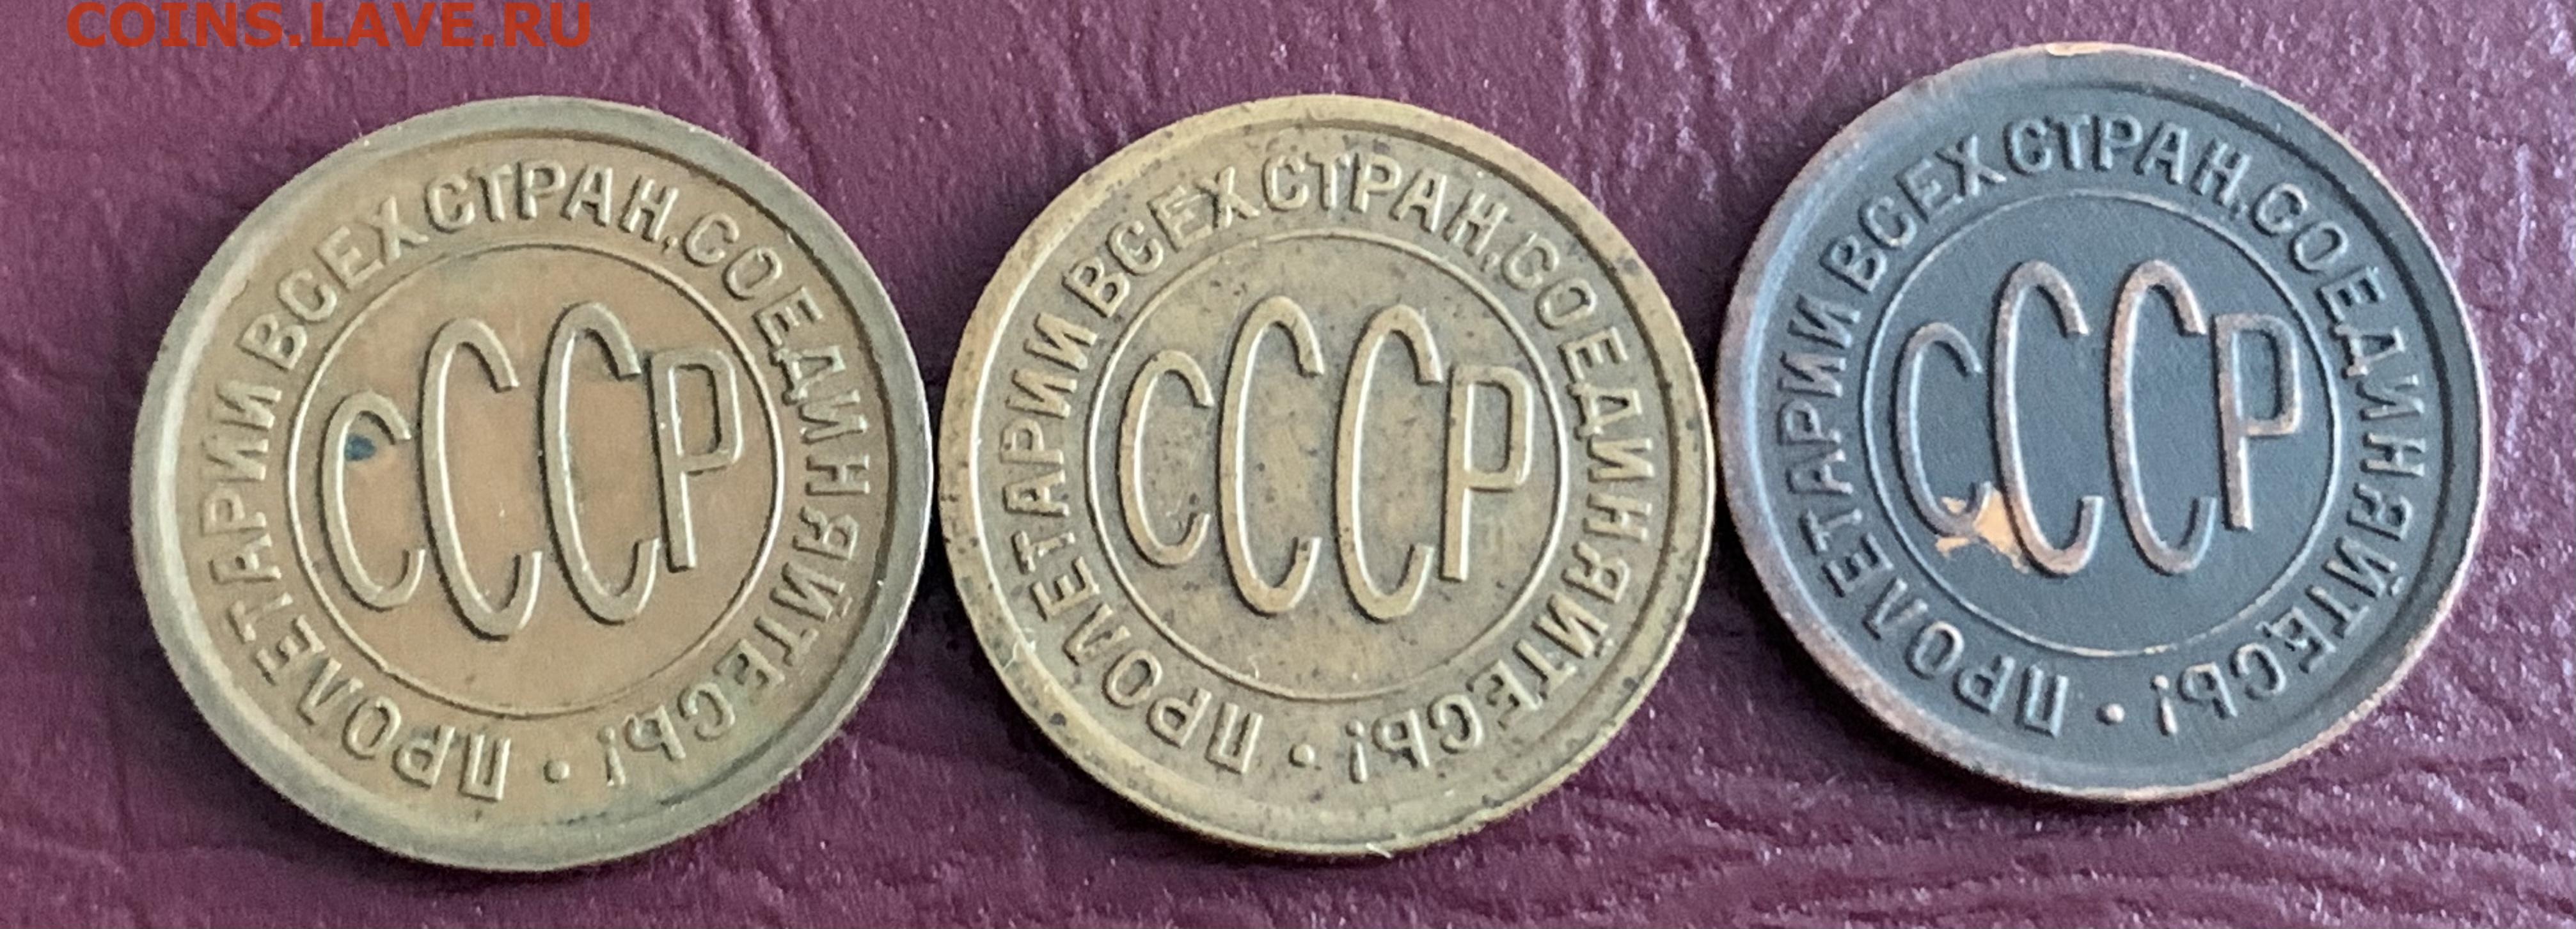 COINS.LAVE.RU
ПРОЛЕТАРИИ ВСЕХ СТРАН, СОЕДИНЯЙТЕСЬ! •
СССР
ПРОЛЕТАРИИ ВСЕХ СТРАН, СОЕДИНЯЙТЕСЬ! •
СССР
ПРОЛЕТАРИИ ВСЕХ СТРАН, СОЕДИНЯЙТЕСЬ! •
СССР